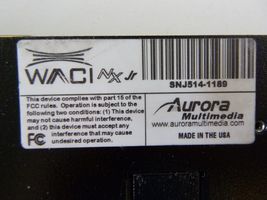 WACI NX Jr
SNJ514-1189
This device complies with part 15 of the
FCC rules. Operation is subject to the
following two conditions: (1) This device
may not cause harmful interference,
and (2) this device must accept any
interference that may cause
undesired operation.
FC
Aurora
Multimedia
www.auroramultimedia.com
MADE IN THE USA